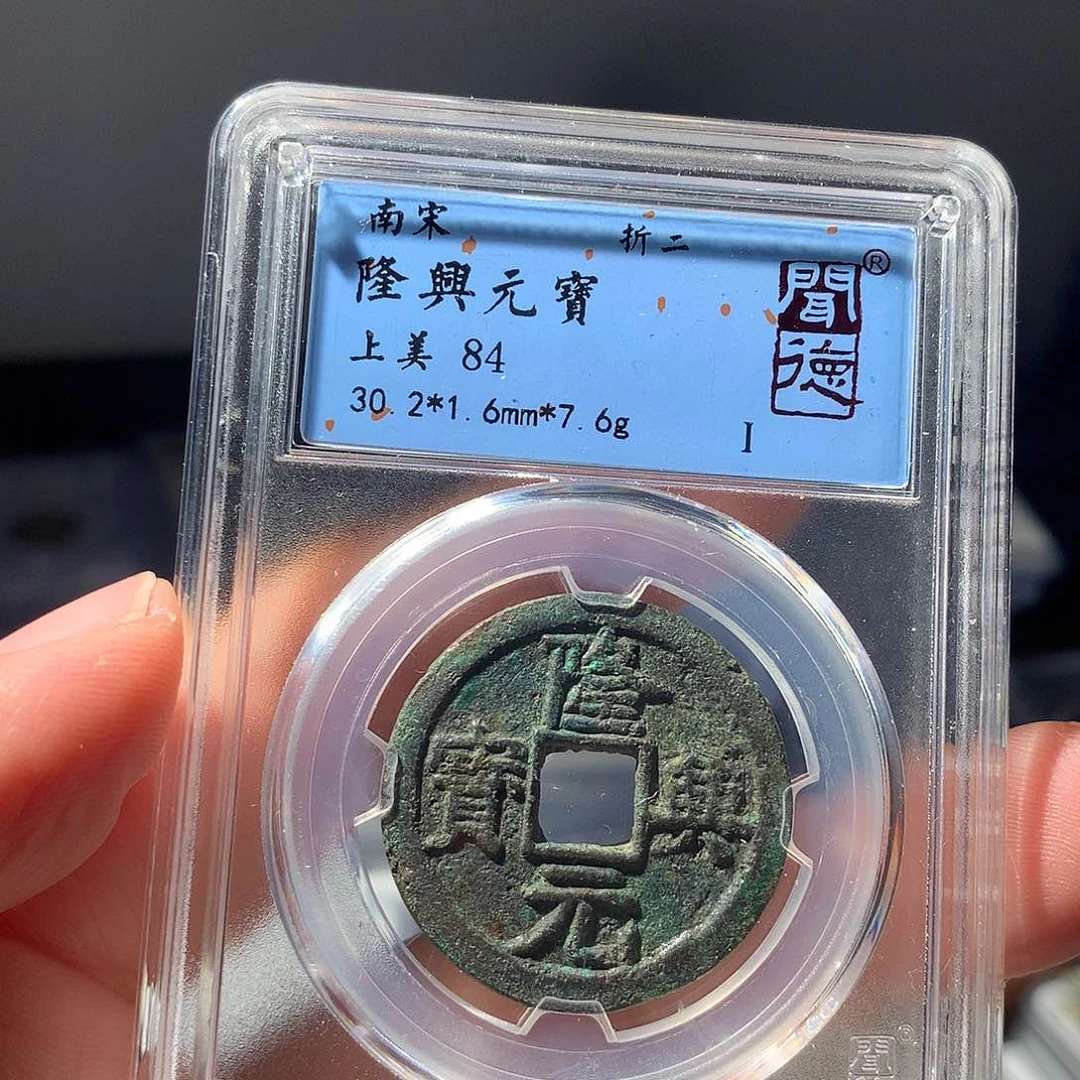 南宋 折二
隆興元寶
上美 84
30.2*1.6mm*7.6g
I
聞德®
隆興元寶